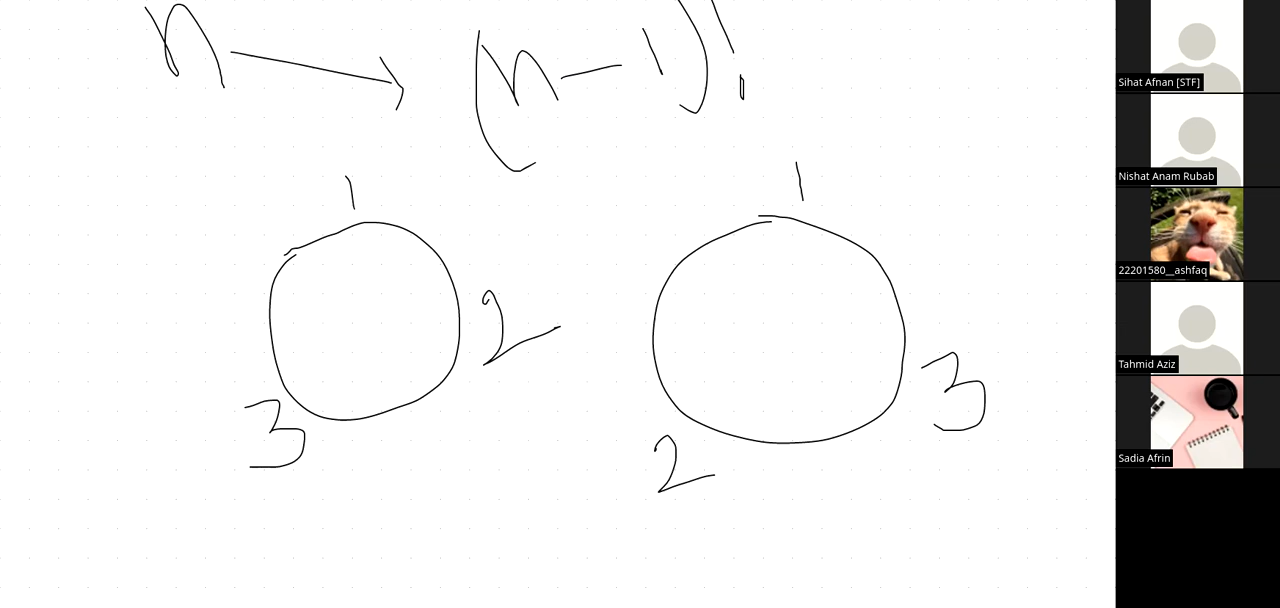 n → (n-1)!
1
2
3
1
3
2
Sihat Afnan [STF]
Nishat Anam Rubab
22201580__ashfaq
Tahmid Aziz
Sadia Afrin